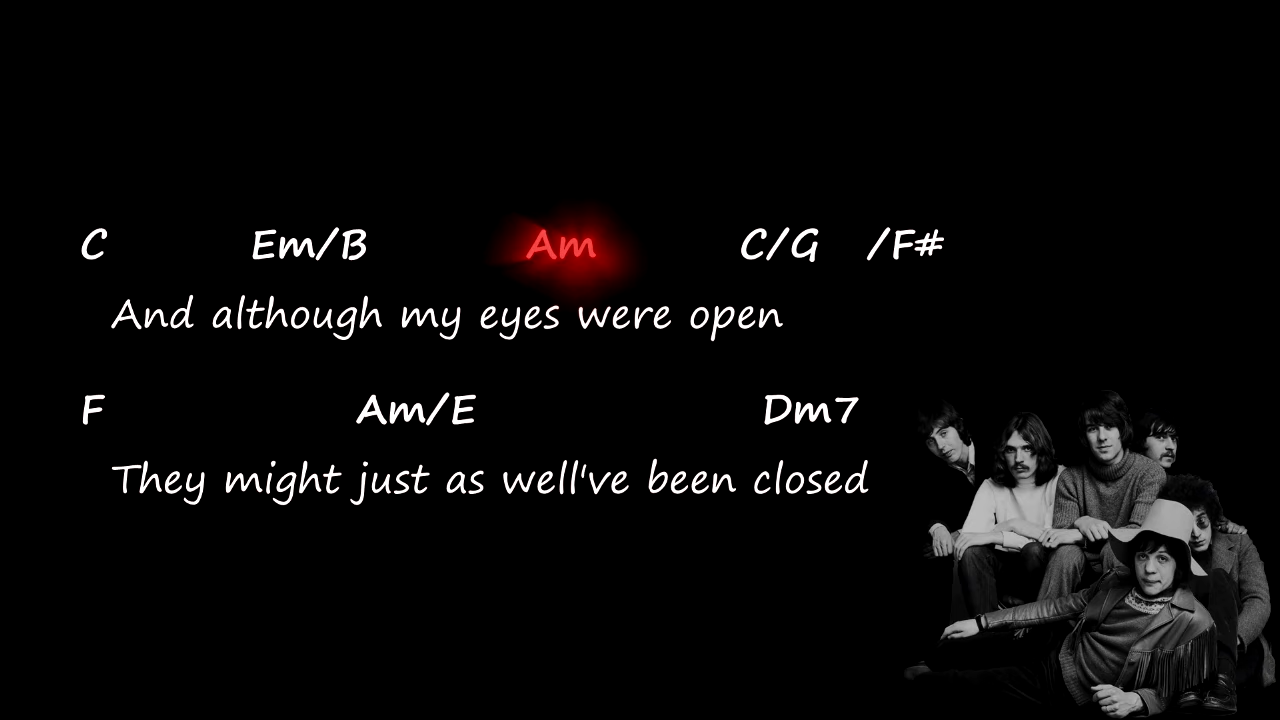 C Em/B Am C/G /F#
And although my eyes were open
F Am/E Dm7
They might just as well've been closed